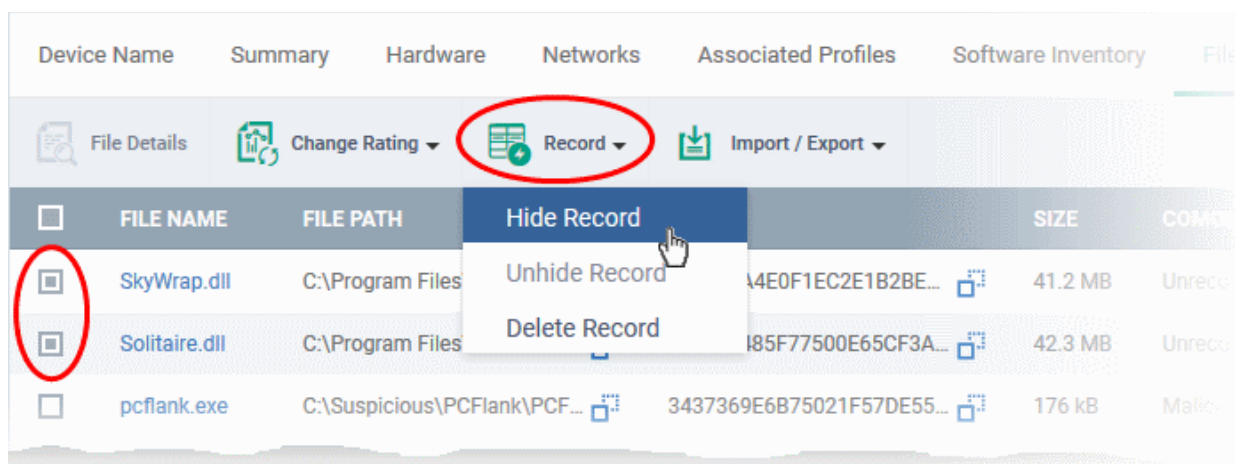 Device Name Summary Hardware Networks Associated Profiles Software Inventory File
File Details Change Rating Record Import / Export
FILE NAME FILE PATH SIZE
Hide Record
SkyWrap.dll C:\Program Files A4E0F1EC2E1B2BE... 41.2 MB
Unhide Record
Solitaire.dll C:\Program Files 485F77500E65CF3A... 42.3 MB
Delete Record
pcflank.exe C:\Suspicious\PCFlank\PCF... 3437369E6B75021F57DE55... 176 kB